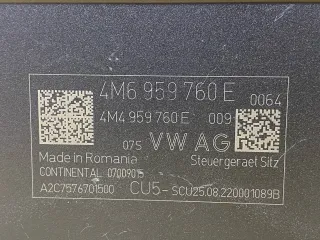 4M6 959 760 E 0064
4M4 959 760 E 009
075 VW AG
Made in Romania Steuergeraet Sitz
CONTINENTAL 07009015
A2C7576701500 CU5-SCU25.08.220001089B